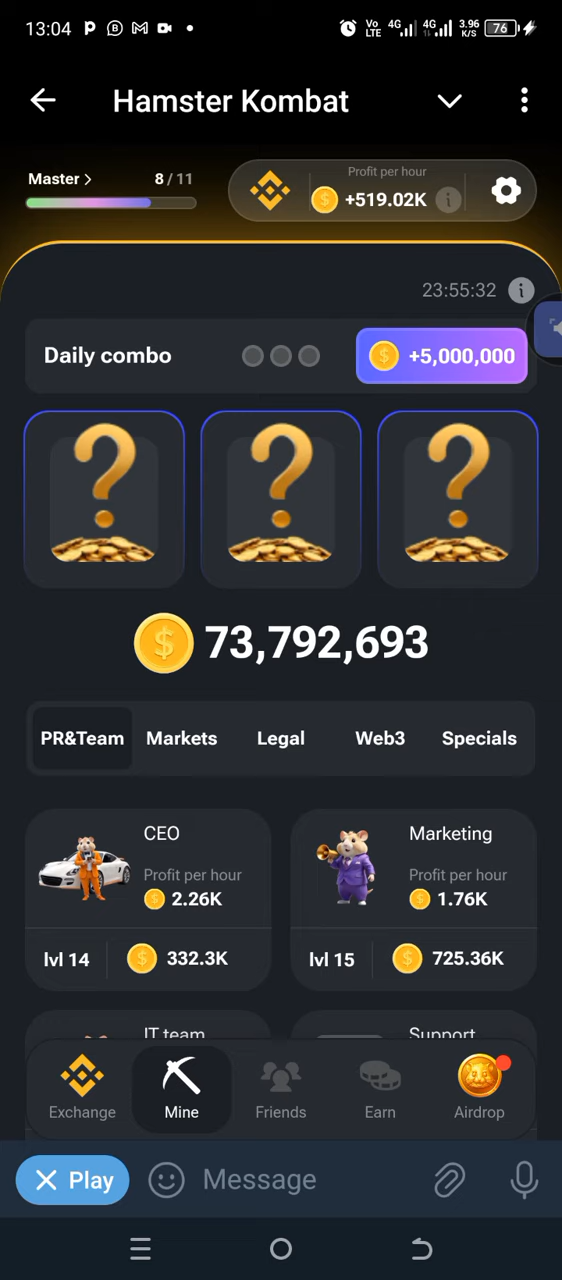 13:04
Vo LTE 4G 4G 3.96 K/S 76
Hamster Kombat
Master > 8 / 11
Profit per hour
+519.02K
23:55:32
Daily combo +5,000,000
73,792,693
PR&Team Markets Legal Web3 Specials
CEO
Profit per hour
2.26K
lvl 14 332.3K
Marketing
Profit per hour
1.76K
lvl 15 725.36K
IT team Support
Exchange Mine Friends Earn Airdrop
Play Message